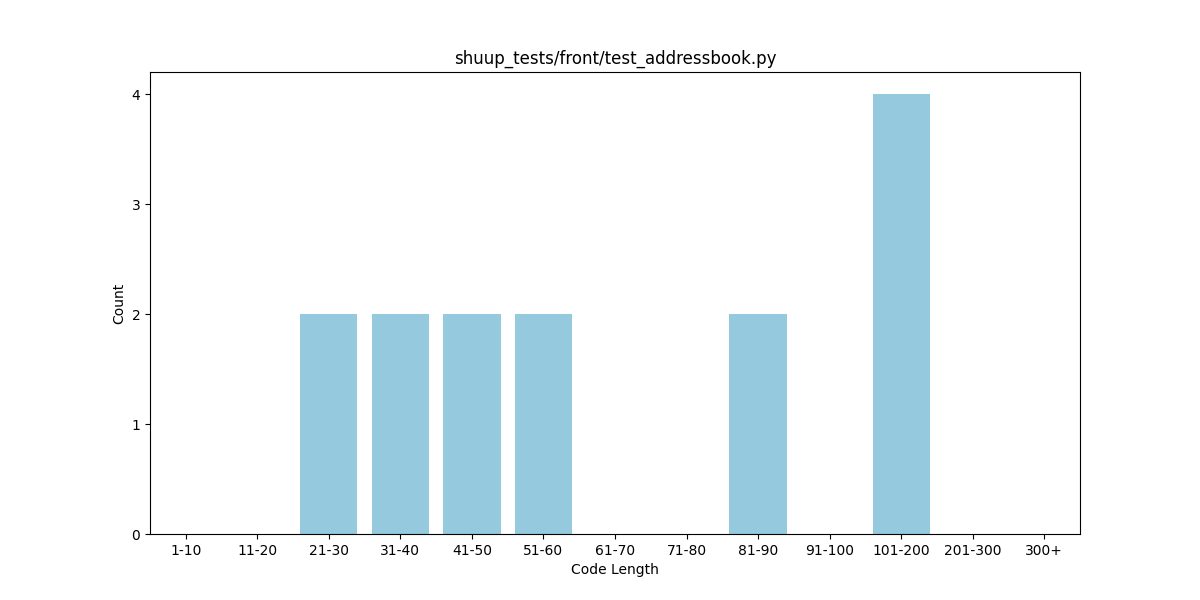 shuup_tests/front/test_addressbook.py
4
3
2
1
0
Count
1-10 11-20 21-30 31-40 41-50 51-60 61-70 71-80 81-90 91-100 101-200 201-300 300+
Code Length